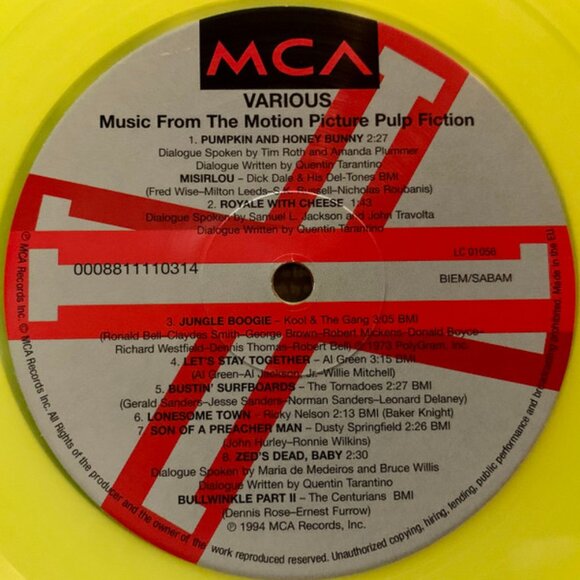 MCA
VARIOUS
Music From The Motion Picture Pulp Fiction
1. PUMPKIN AND HONEY BUNNY 2:27
Dialogue Spoken by Tim Roth and Amanda Plummer
Dialogue Written by Quentin Tarantino
MISIRLOU – Dick Dale & His Del-Tones BMI
(Fred Wise–Milton Leeds–S.K. Russell–Nicholas Roubanis)
2. ROYALE WITH CHEESE 1:43
Dialogue Spoken by Samuel L. Jackson and John Travolta
Dialogue Written by Quentin Tarantino
LC 01056
0008811110314
BIEM/SABAM
3. JUNGLE BOOGIE – Kool & The Gang 3:05 BMI
(Ronald Bell–Claydes Smith–George Brown–Robert Mickens–Donald Boyce–
Richard Westfield–Dennis Thomas–Robert Bell) ℗ 1973 PolyGram, Inc.
4. LET'S STAY TOGETHER – Al Green 3:15 BMI
(Al Green–Al Jackson, Jr.–Willie Mitchell)
5. BUSTIN' SURFBOARDS – The Tornadoes 2:27 BMI
(Gerald Sanders–Jesse Sanders–Norman Sanders–Leonard Delaney)
6. LONESOME TOWN – Ricky Nelson 2:13 BMI (Baker Knight)
7. SON OF A PREACHER MAN – Dusty Springfield 2:26 BMI
(John Hurley–Ronnie Wilkins)
8. ZED'S DEAD, BABY 2:30
Dialogue Spoken by Maria de Medeiros and Bruce Willis
Dialogue Written by Quentin Tarantino
BULLWINKLE PART II – The Centurians BMI
(Dennis Rose–Ernest Furrow)
℗ 1994 MCA Records, Inc.
℗ MCA Records Inc. © MCA Records Inc. All Rights of the producer and the owner of the work reproduced reserved. Unauthorized copying, hiring, lending, public performance and broadcasting prohibited. Made in the EU